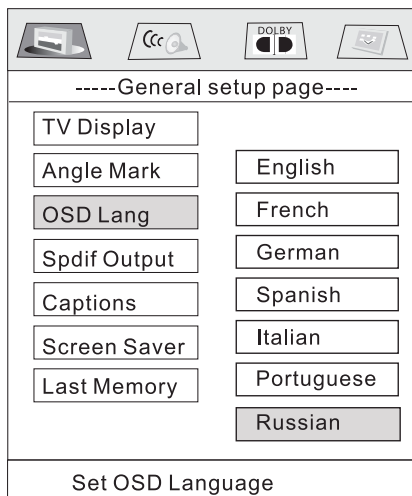 DOLBY
-----General setup page----
TV Display
Angle Mark
OSD Lang
Spdif Output
Captions
Screen Saver
Last Memory
English
French
German
Spanish
Italian
Portuguese
Russian
Set OSD Language